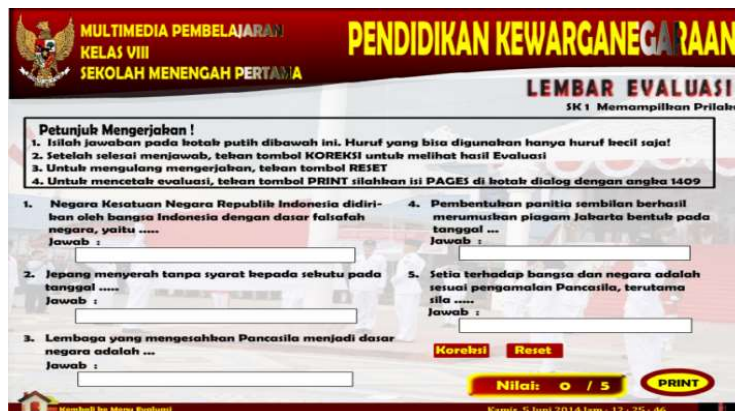 MULTIMEDIA PEMBELAJARAN
KELAS VIII
SEKOLAH MENENGAH PERTAMA
PENDIDIKAN KEWARGANEGARAAN
LEMBAR EVALUASI
SK 1 Memampilkan Prilaku
Petunjuk Mengerjakan !
1. Isilah jawaban pada kotak putih dibawah ini. Huruf yang bisa digunakan hanya huruf kecil saja!
2. Setelah selesai menjawab, tekan tombol KOREKSI untuk melihat hasil Evaluasi
3. Untuk mengulang mengerjakan, tekan tombol RESET
4. Untuk mencetak evaluasi, tekan tombol PRINT silahkan isi PAGES di kotak dialog dengan angka 1409
1. Negara Kesatuan Negara Republik Indonesia didiri-
kan oleh bangsa Indonesia dengan dasar falsafah
negara, yaitu .....
Jawab :
2. Jepang menyerah tanpa syarat kepada sekutu pada
tanggal .....
Jawab :
3. Lembaga yang mengesahkan Pancasila menjadi dasar
negara adalah ...
Jawab :
4. Pembentukan panitia sembilan berhasil
merumuskan piagam Jakarta bentuk pada
tanggal ...
Jawab :
5. Setia terhadap bangsa dan negara adalah
sesuai pengamalan Pancasila, terutama
sila .....
Jawab :
Koreksi Reset
Nilai: 0 / 5
PRINT
Kembali ke Menu Evaluasi
Kamis, 5 Juni 2014 Jam : 12 : 25 : 46